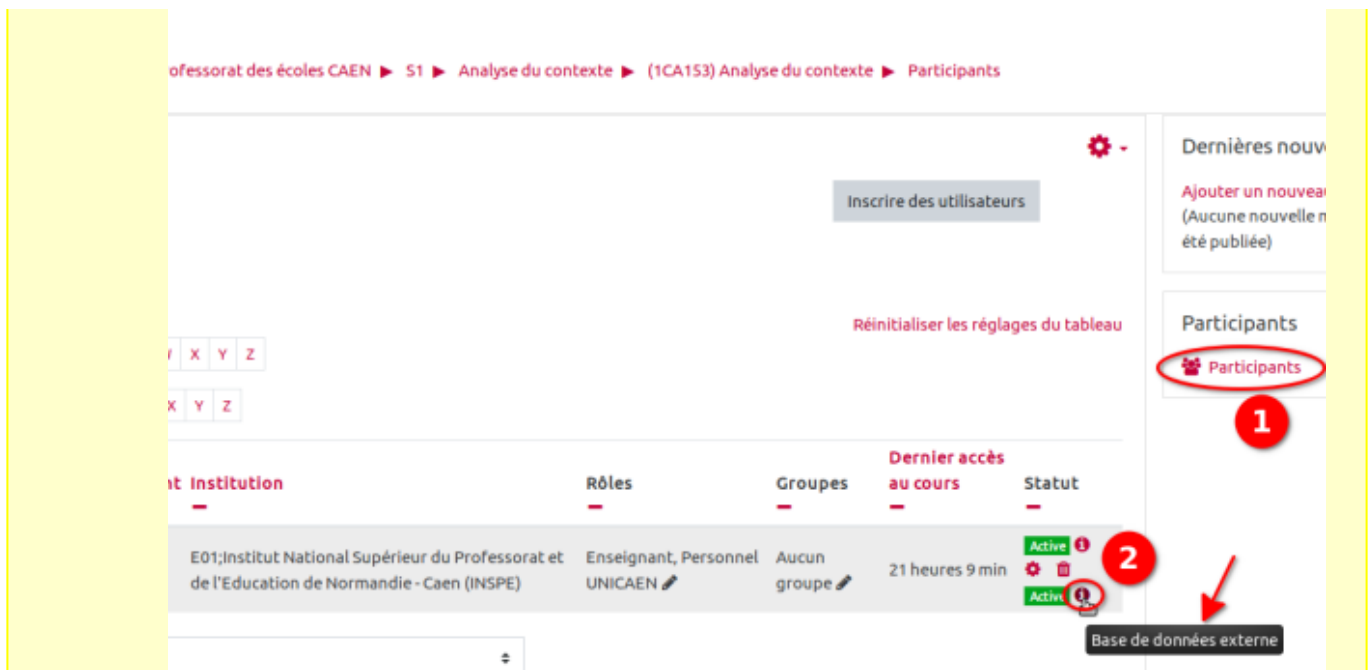 ofessorat des écoles CAEN ▶ S1 ▶ Analyse du contexte ▶ (1CA153) Analyse du contexte ▶ Participants
Dernières nouv
Inscrire des utilisateurs
Ajouter un nouveau
(Aucune nouvelle n
été publiée)
Réinitialiser les réglages du tableau
Participants
Participants
1
X Y Z
X Y Z
Dernier accès
nt Institution Rôles Groupes au cours Statut
E01;Institut National Supérieur du Professorat et Enseignant, Personnel Aucun 21 heures 9 min Active
de l'Education de Normandie - Caen (INSPE) UNICAEN groupe
2
Active
Base de données externe